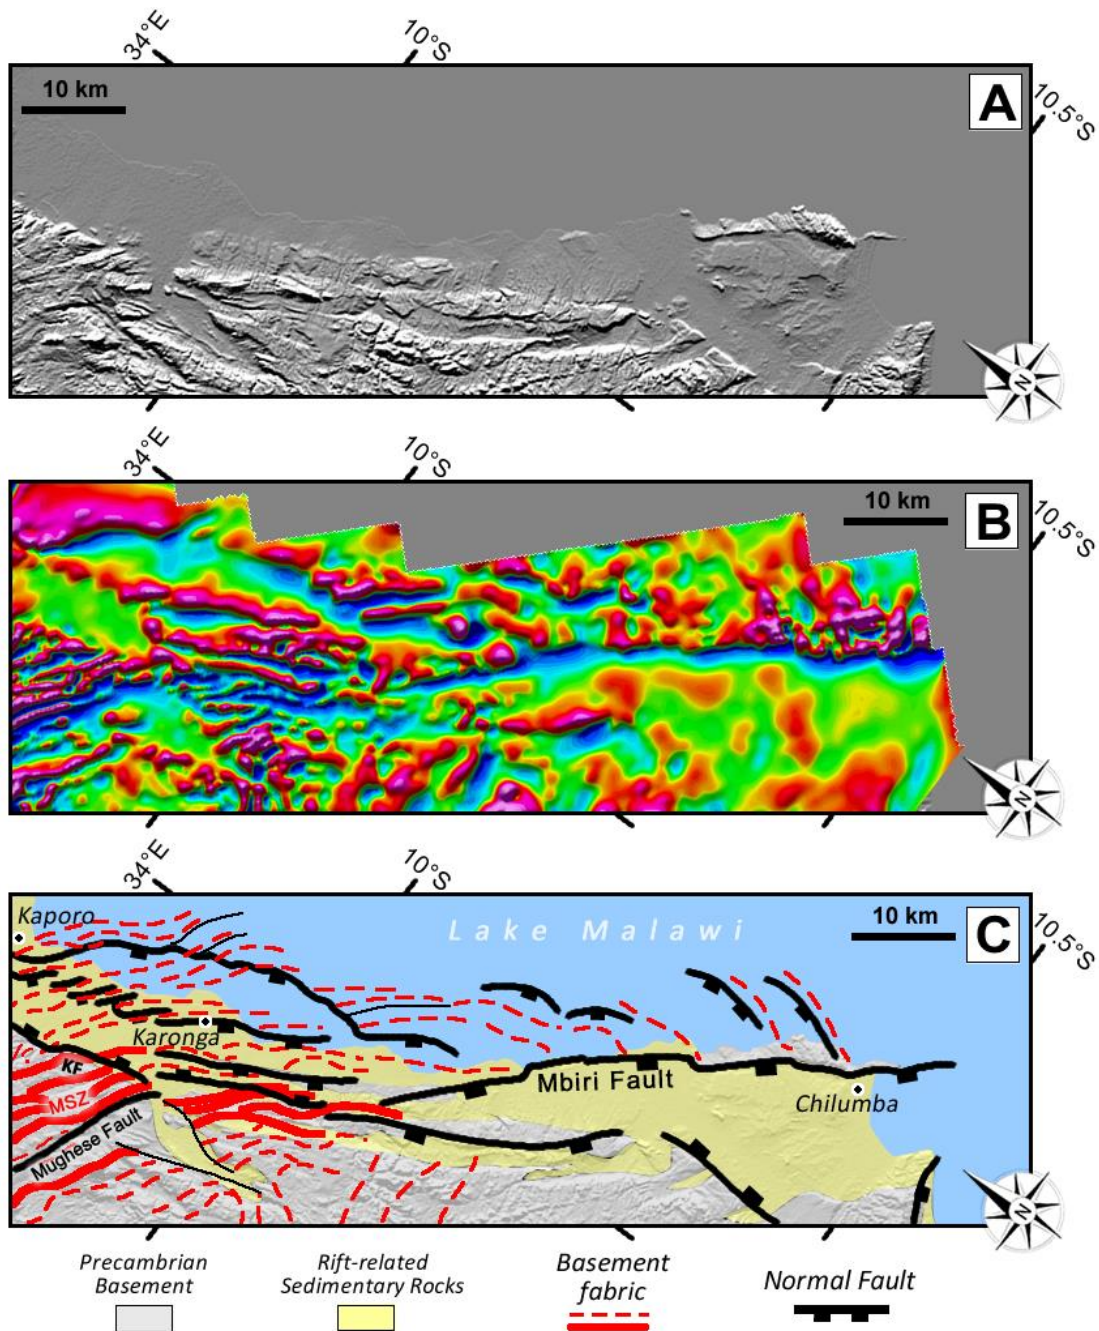 34°E
10°S
10 km
A
10.5°S
N
34°E
10°S
10 km
B
10.5°S
N
34°E
10°S
Kaporo
Lake Malawi
10 km
C
10.5°S
Karonga
KF
MSZ
Mughese Fault
Mbiri Fault
Chilumba
N
Precambrian
Basement
Rift-related
Sedimentary Rocks
Basement
fabric
Normal Fault